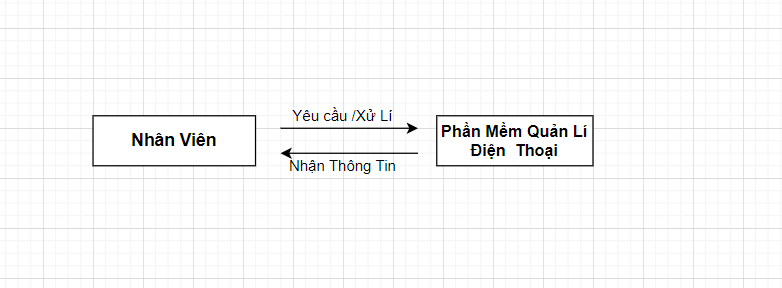 Yêu cầu /Xử Lí
Nhân Viên
Phần Mềm Quản Lí
Điện Thoại
Nhận Thông Tin